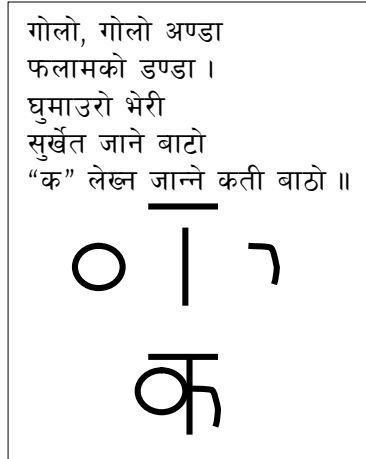 गोलो, गोलो अण्डा
फलामको डण्डा ।
घुमाउरो भेरी
सुर्खेत जाने बाटो
“क” लेख्न जान्ने कती बाठो ॥
क